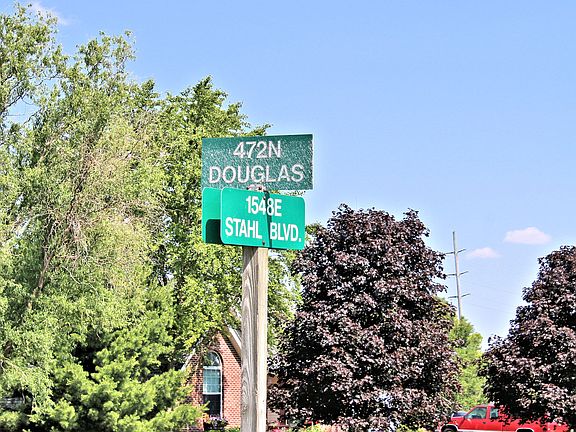 472N
DOUGLAS
1548E
STAHL BLVD.